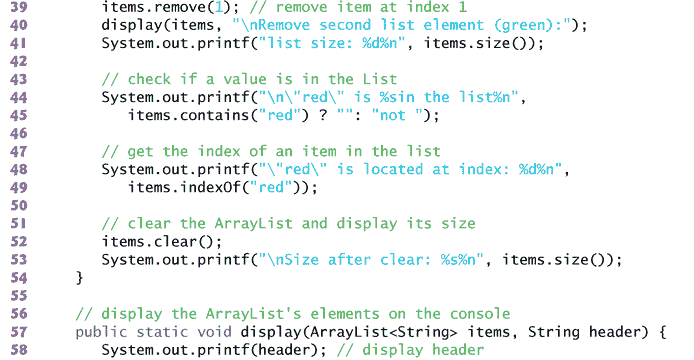 39 items.remove(1); // remove item at index 1
40 display(items, "\nRemove second list element (green):");
41 System.out.printf("list size: %d%n", items.size());
42
43 // check if a value is in the List
44 System.out.printf("\n\"red\" is %sin the list%n",
45 items.contains("red") ? "": "not ");
46
47 // get the index of an item in the list
48 System.out.printf("\"red\" is located at index: %d%n",
49 items.indexOf("red"));
50
51 // clear the ArrayList and display its size
52 items.clear();
53 System.out.printf("\nSize after clear: %s%n", items.size());
54 }
55
56 // display the ArrayList's elements on the console
57 public static void display(ArrayList<String> items, String header) {
58 System.out.printf(header); // display header